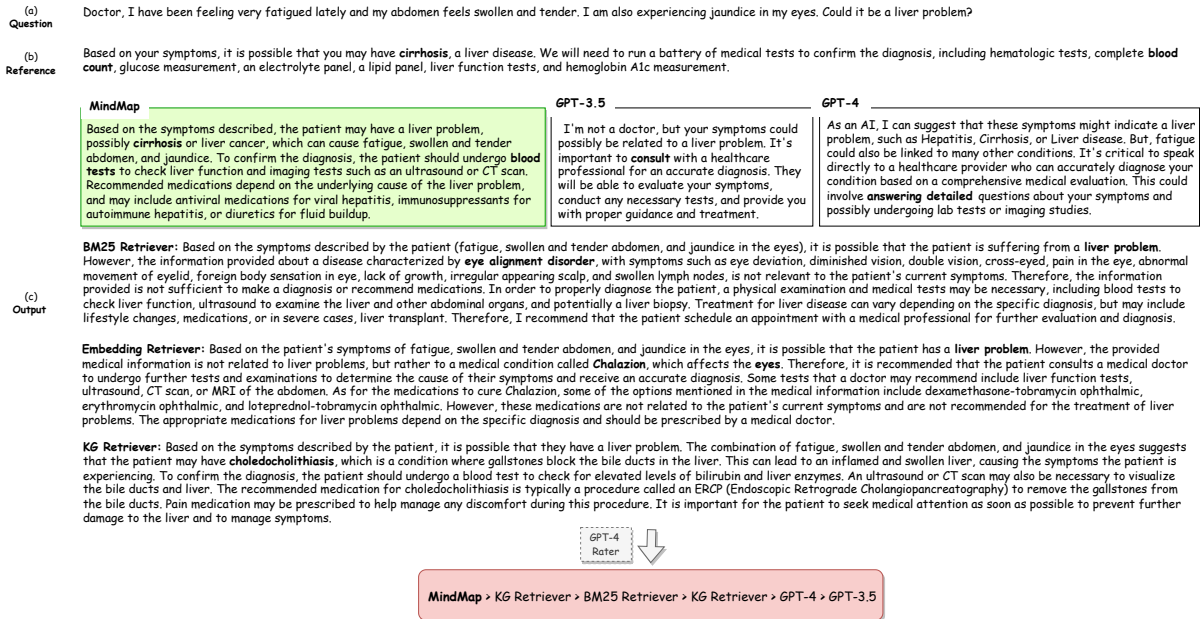 (a)
Question
Doctor, I have been feeling very fatigued lately and my abdomen feels swollen and tender. I am also experiencing jaundice in my eyes. Could it be a liver problem?
(b)
Reference
Based on your symptoms, it is possible that you may have cirrhosis, a liver disease. We will need to run a battery of medical tests to confirm the diagnosis, including hematologic tests, complete blood
count, glucose measurement, an electrolyte panel, a lipid panel, liver function tests, and hemoglobin A1c measurement.
(c)
Output
MindMap
Based on the symptoms described, the patient may have a liver problem,
possibly cirrhosis or liver cancer, which can cause fatigue, swollen and tender
abdomen, and jaundice. To confirm the diagnosis, the patient should undergo blood
tests to check liver function and imaging tests such as an ultrasound or CT scan.
Recommended medications depend on the underlying cause of the liver problem,
and may include antiviral medications for viral hepatitis, immunosuppressants for
autoimmune hepatitis, or diuretics for fluid buildup.
GPT-3.5
I'm not a doctor, but your symptoms could
possibly be related to a liver problem. It's
important to consult with a healthcare
professional for an accurate diagnosis. They
will be able to evaluate your symptoms,
conduct any necessary tests, and provide you
with proper guidance and treatment.
GPT-4
As an AI, I can suggest that these symptoms might indicate a liver
problem, such as Hepatitis, Cirrhosis, or Liver disease. But, fatigue
could also be linked to many other conditions. It's critical to speak
directly to a healthcare provider who can accurately diagnose your
condition based on a comprehensive medical evaluation. This could
involve answering detailed questions about your symptoms and
possibly undergoing lab tests or imaging studies.
BM25 Retriever: Based on the symptoms described by the patient (fatigue, swollen and tender abdomen, and jaundice in the eyes), it is possible that the patient is suffering from a liver problem.
However, the information provided about a disease characterized by eye alignment disorder, with symptoms such as eye deviation, diminished vision, double vision, cross-eyed, pain in the eye, abnormal
movement of eyelid, foreign body sensation in eye, lack of growth, irregular appearing scalp, and swollen lymph nodes, is not relevant to the patient's current symptoms. Therefore, the information
provided is not sufficient to make a diagnosis or recommend medications. In order to properly diagnose the patient, a physical examination and medical tests may be necessary, including blood tests to
check liver function, ultrasound to examine the liver and other abdominal organs, and potentially a liver biopsy. Treatment for liver disease can vary depending on the specific diagnosis, but may include
lifestyle changes, medications, or in severe cases, liver transplant. Therefore, I recommend that the patient schedule an appointment with a medical professional for further evaluation and diagnosis.
Embedding Retriever: Based on the patient's symptoms of fatigue, swollen and tender abdomen, and jaundice in the eyes, it is possible that the patient has a liver problem. However, the provided
medical information is not related to liver problems, but rather to a medical condition called Chalazion, which affects the eyes. Therefore, it is recommended that the patient consults a medical doctor
to undergo further tests and examinations to determine the cause of their symptoms and receive an accurate diagnosis. Some tests that a doctor may recommend include liver function tests,
ultrasound, CT scan, or MRI of the abdomen. As for the medications to cure Chalazion, some of the options mentioned in the medical information include dexamethasone-tobramycin ophthalmic,
erythromycin ophthalmic, and loteprednol-tobramycin ophthalmic. However, these medications are not related to the patient's current symptoms and are not recommended for the treatment of liver
problems. The appropriate medications for liver problems depend on the specific diagnosis and should be prescribed by a medical doctor.
KG Retriever: Based on the symptoms described by the patient, it is possible that they have a liver problem. The combination of fatigue, swollen and tender abdomen, and jaundice in the eyes suggests
that the patient may have choledocholithiasis, which is a condition where gallstones block the bile ducts in the liver. This can lead to an inflamed and swollen liver, causing the symptoms the patient is
experiencing. To confirm the diagnosis, the patient should undergo a blood test to check for elevated levels of bilirubin and liver enzymes. An ultrasound or CT scan may also be necessary to visualize
the bile ducts and liver. The recommended medication for choledocholithiasis is typically a procedure called an ERCP (Endoscopic Retrograde Cholangiopancreatography) to remove the gallstones from
the bile ducts. Pain medication may be prescribed to help manage any discomfort during this procedure. It is important for the patient to seek medical attention as soon as possible to prevent further
damage to the liver and to manage symptoms.
GPT-4
Rater
MindMap > KG Retriever > BM25 Retriever > KG Retriever > GPT-4 > GPT-3.5